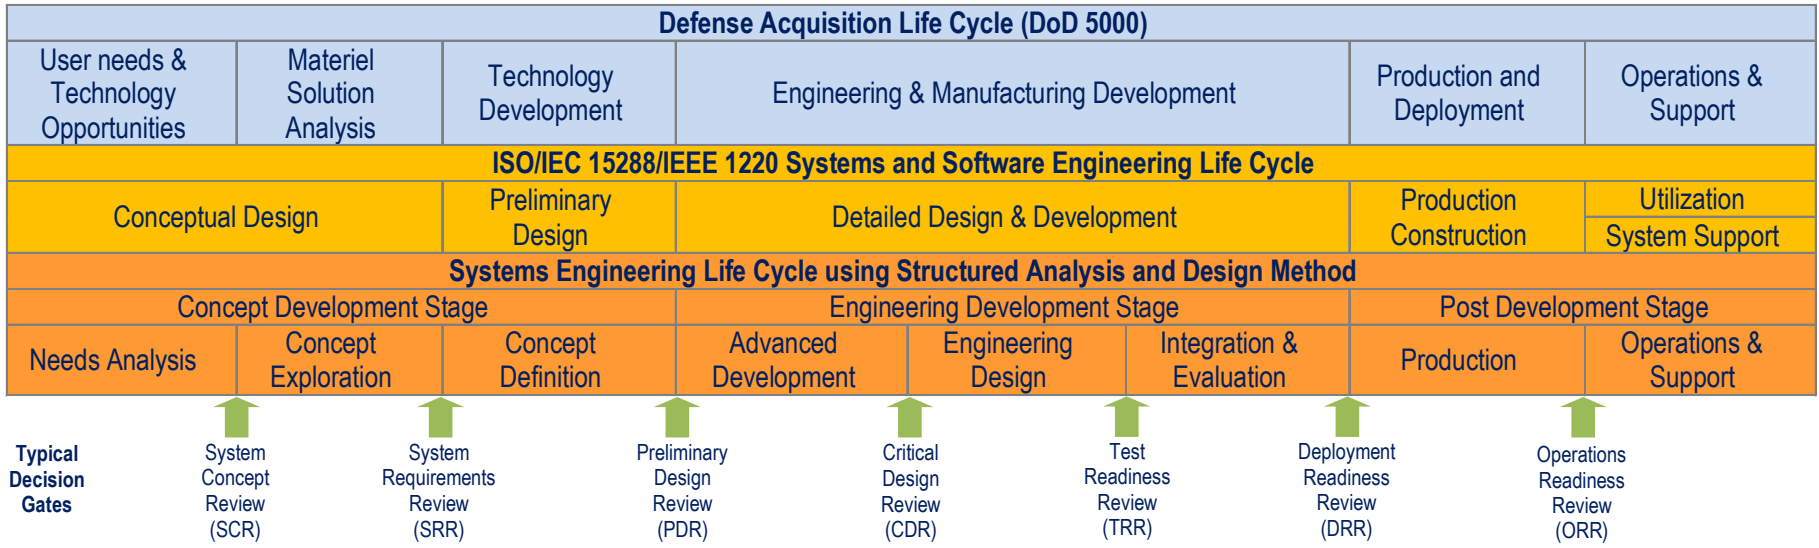 Defense Acquisition Life Cycle (DoD 5000)
User needs &
Technology
Opportunities
Materiel
Solution
Analysis
Technology
Development
Engineering & Manufacturing Development
Production and
Deployment
Operations &
Support
ISO/IEC 15288/IEEE 1220 Systems and Software Engineering Life Cycle
Conceptual Design
Preliminary
Design
Detailed Design & Development
Production
Construction
Utilization
System Support
Systems Engineering Life Cycle using Structured Analysis and Design Method
Concept Development Stage
Engineering Development Stage
Post Development Stage
Needs Analysis
Concept
Exploration
Concept
Definition
Advanced
Development
Engineering
Design
Integration &
Evaluation
Production
Operations &
Support
Typical
Decision
Gates
System
Concept
Review
(SCR)
System
Requirements
Review
(SRR)
Preliminary
Design
Review
(PDR)
Critical
Design
Review
(CDR)
Test
Readiness
Review
(TRR)
Deployment
Readiness
Review
(DRR)
Operations
Readiness
Review
(ORR)